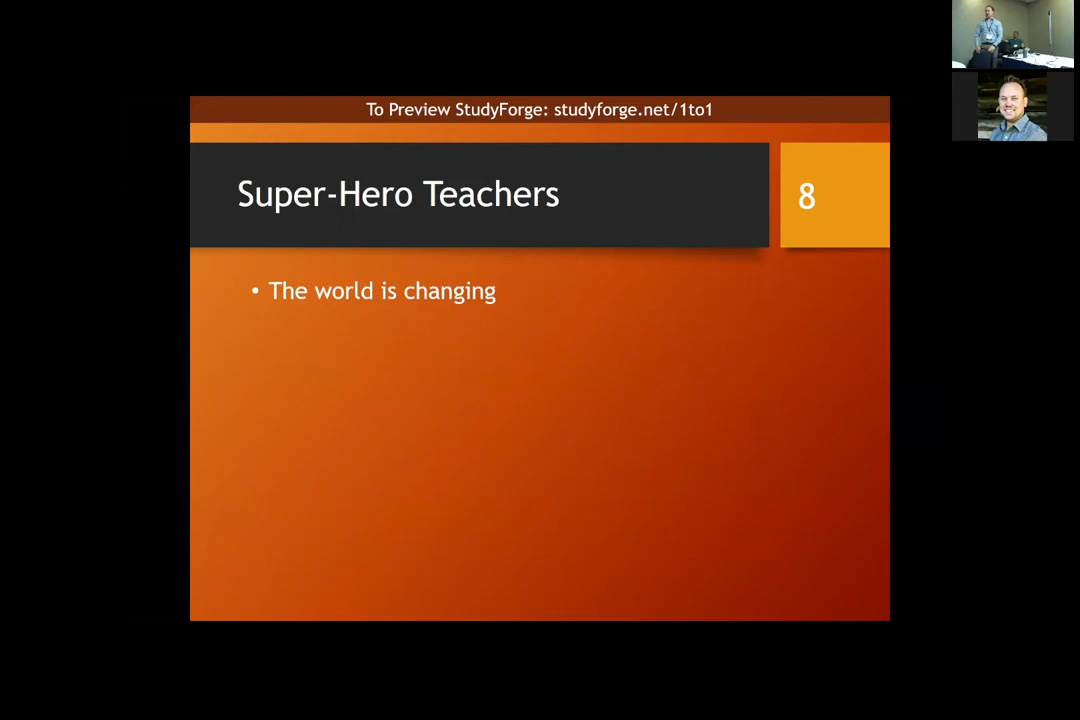 To Preview StudyForge: studyforge.net/1to1
Super-Hero Teachers
8
• The world is changing